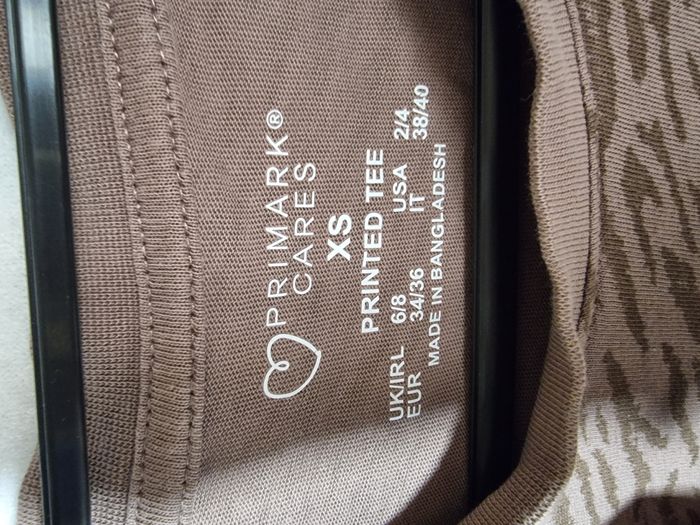 PRIMARK®
CARES
XS
PRINTED TEE
UK/IRL 6/8 USA 2/4
EUR 34/36 IT 38/40
MADE IN BANGLADESH